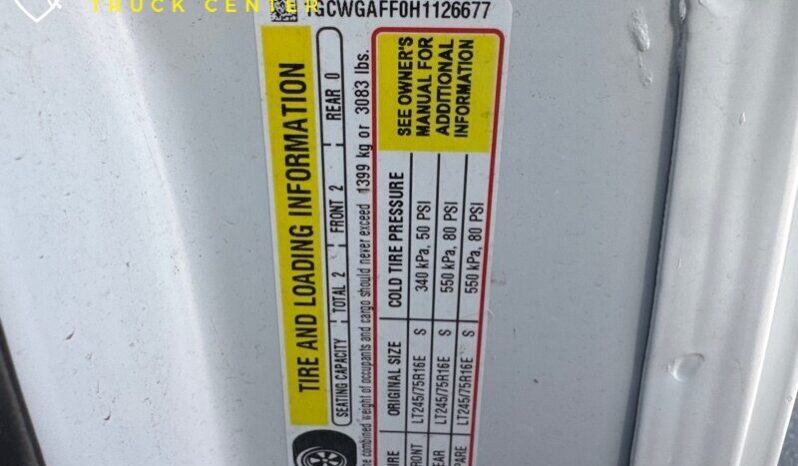 TRUCK CENTER
1GCWGAFF0H1126677
TIRE AND LOADING INFORMATION
SEATING CAPACITY TOTAL 2 FRONT 2 REAR 0
combined weight of occupants and cargo should never exceed 1399 kg or 3083 lbs.
ORIGINAL SIZE COLD TIRE PRESSURE
LT245/75R16E S 340 kPa, 50 PSI
LT245/75R16E S 550 kPa, 80 PSI
LT245/75R16E S 550 kPa, 80 PSI
SEE OWNER'S
MANUAL FOR
ADDITIONAL
INFORMATION